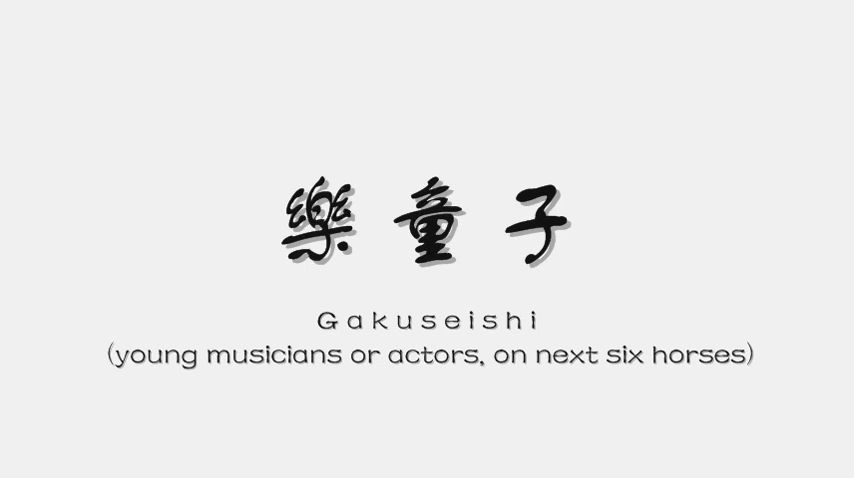 樂童子
Gakuseishi
(young musicians or actors, on next six horses)